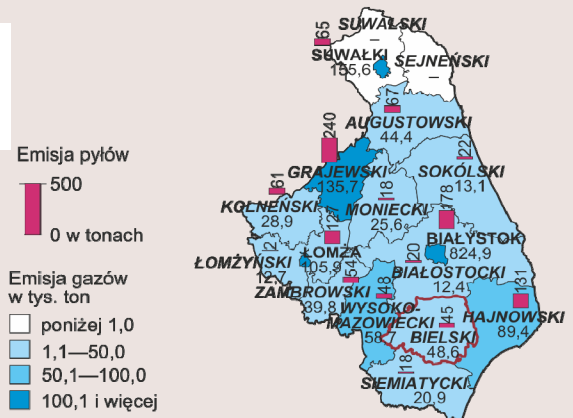 65
SUWALSKI
–
SUWAŁKI
155,6
SEJNEŃSKI
–
67
AUGUSTOWSKI
44,4
240
GRAJEWSKI
135,7
22
SOKÓLSKI
13,1
61
KOLNEŃSKI
28,9
18
MONIECKI
25,6
178
BIAŁYSTOK
824,9
ŁOMŻA
105,9
2
ŁOMŻYŃSKI
12,7
20
BIAŁOSTOCKI
12,4
ZAMBROWSKI
39,8
48
WYSOKO-
MAZOWIECKI
58
131
HAJNOWSKI
89,4
45
BIELSKI
48,6
18
SIEMIATYCKI
20,9
Emisja pyłów
500
0 w tonach
Emisja gazów
w tys. ton
poniżej 1,0
1,1—50,0
50,1—100,0
100,1 i więcej